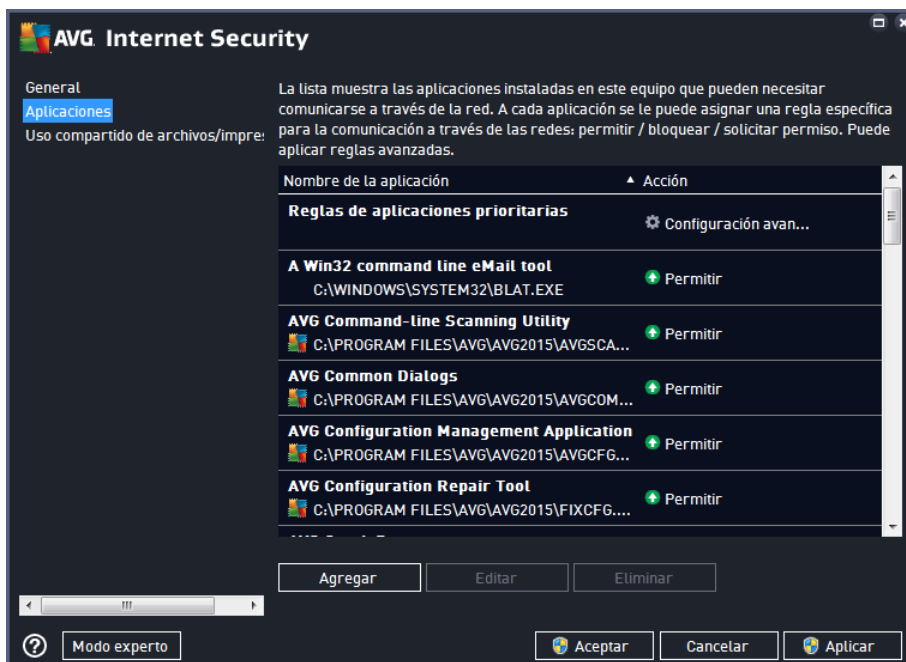 AVG Internet Security
General
Aplicaciones
Uso compartido de archivos/impre
La lista muestra las aplicaciones instaladas en este equipo que pueden necesitar
comunicarse a través de la red. A cada aplicación se le puede asignar una regla específica
para la comunicación a través de las redes: permitir / bloquear / solicitar permiso. Puede
aplicar reglas avanzadas.
Nombre de la aplicación Acción
Reglas de aplicaciones prioritarias
Configuración avan...
A Win32 command line eMail tool
C:\WINDOWS\SYSTEM32\BLAT.EXE
Permitir
AVG Command-line Scanning Utility
C:\PROGRAM FILES\AVG\AVG2015\AVGSCA...
Permitir
AVG Common Dialogs
C:\PROGRAM FILES\AVG\AVG2015\AVGCOM...
Permitir
AVG Configuration Management Application
C:\PROGRAM FILES\AVG\AVG2015\AVGCFG...
Permitir
AVG Configuration Repair Tool
C:\PROGRAM FILES\AVG\AVG2015\FIXCFG....
Permitir
Agregar Editar Eliminar
? Modo experto Aceptar Cancelar Aplicar